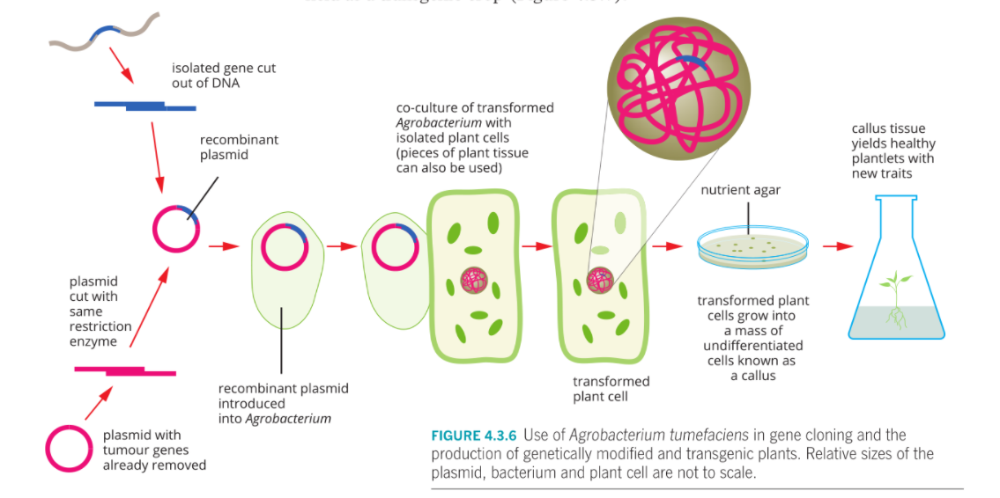 isolated gene cut
out of DNA
recombinant
plasmid
plasmid
cut with
same
restriction
enzyme
plasmid with
tumour genes
already removed
recombinant plasmid
introduced
into Agrobacterium
co-culture of transformed
Agrobacterium with
isolated plant cells
(pieces of plant tissue
can also be used)
transformed
plant cell
nutrient agar
transformed plant
cells grow into
a mass of
undifferentiated
cells known as
a callus
callus tissue
yields healthy
plantlets with
new traits
FIGURE 4.3.6 Use of Agrobacterium tumefaciens in gene cloning and the
production of genetically modified and transgenic plants. Relative sizes of the
plasmid, bacterium and plant cell are not to scale.